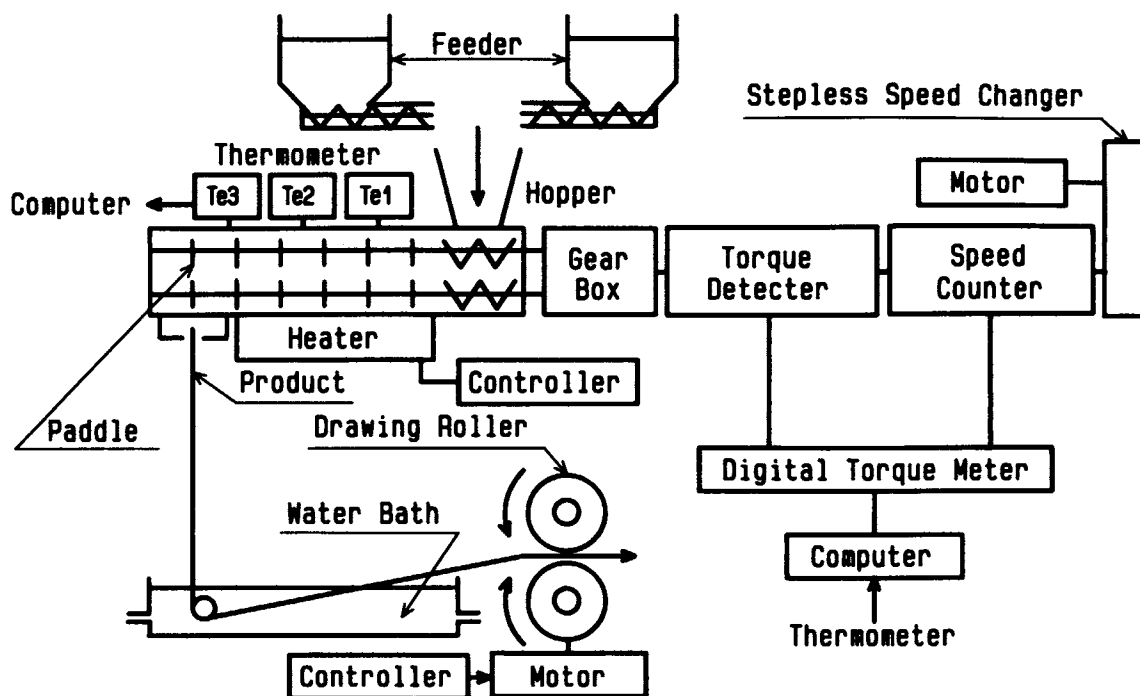 Feeder
Stepless Speed Changer
Thermometer
Motor
Computer
Te3
Te2
Te1
Hopper
Gear
Box
Torque
Detecter
Speed
Counter
Heater
Product
Controller
Paddle
Drawing Roller
Digital Torque Meter
Water Bath
Computer
Thermometer
Controller
Motor